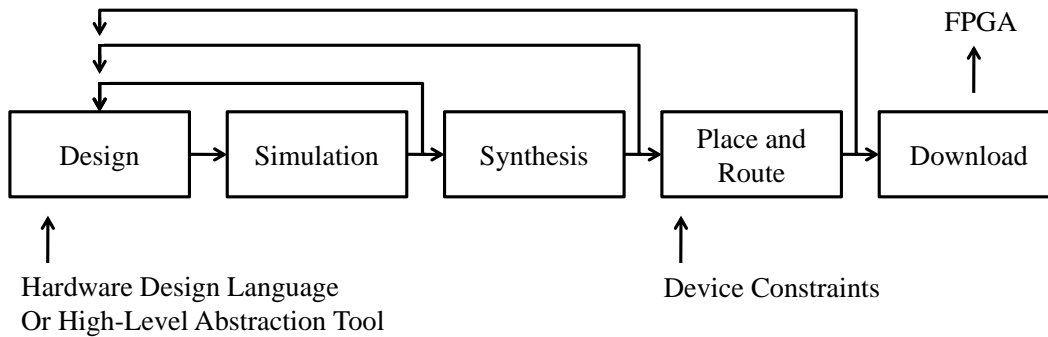 FPGA
Design
Simulation
Synthesis
Place and
Route
Download
Hardware Design Language
Or High-Level Abstraction Tool
Device Constraints